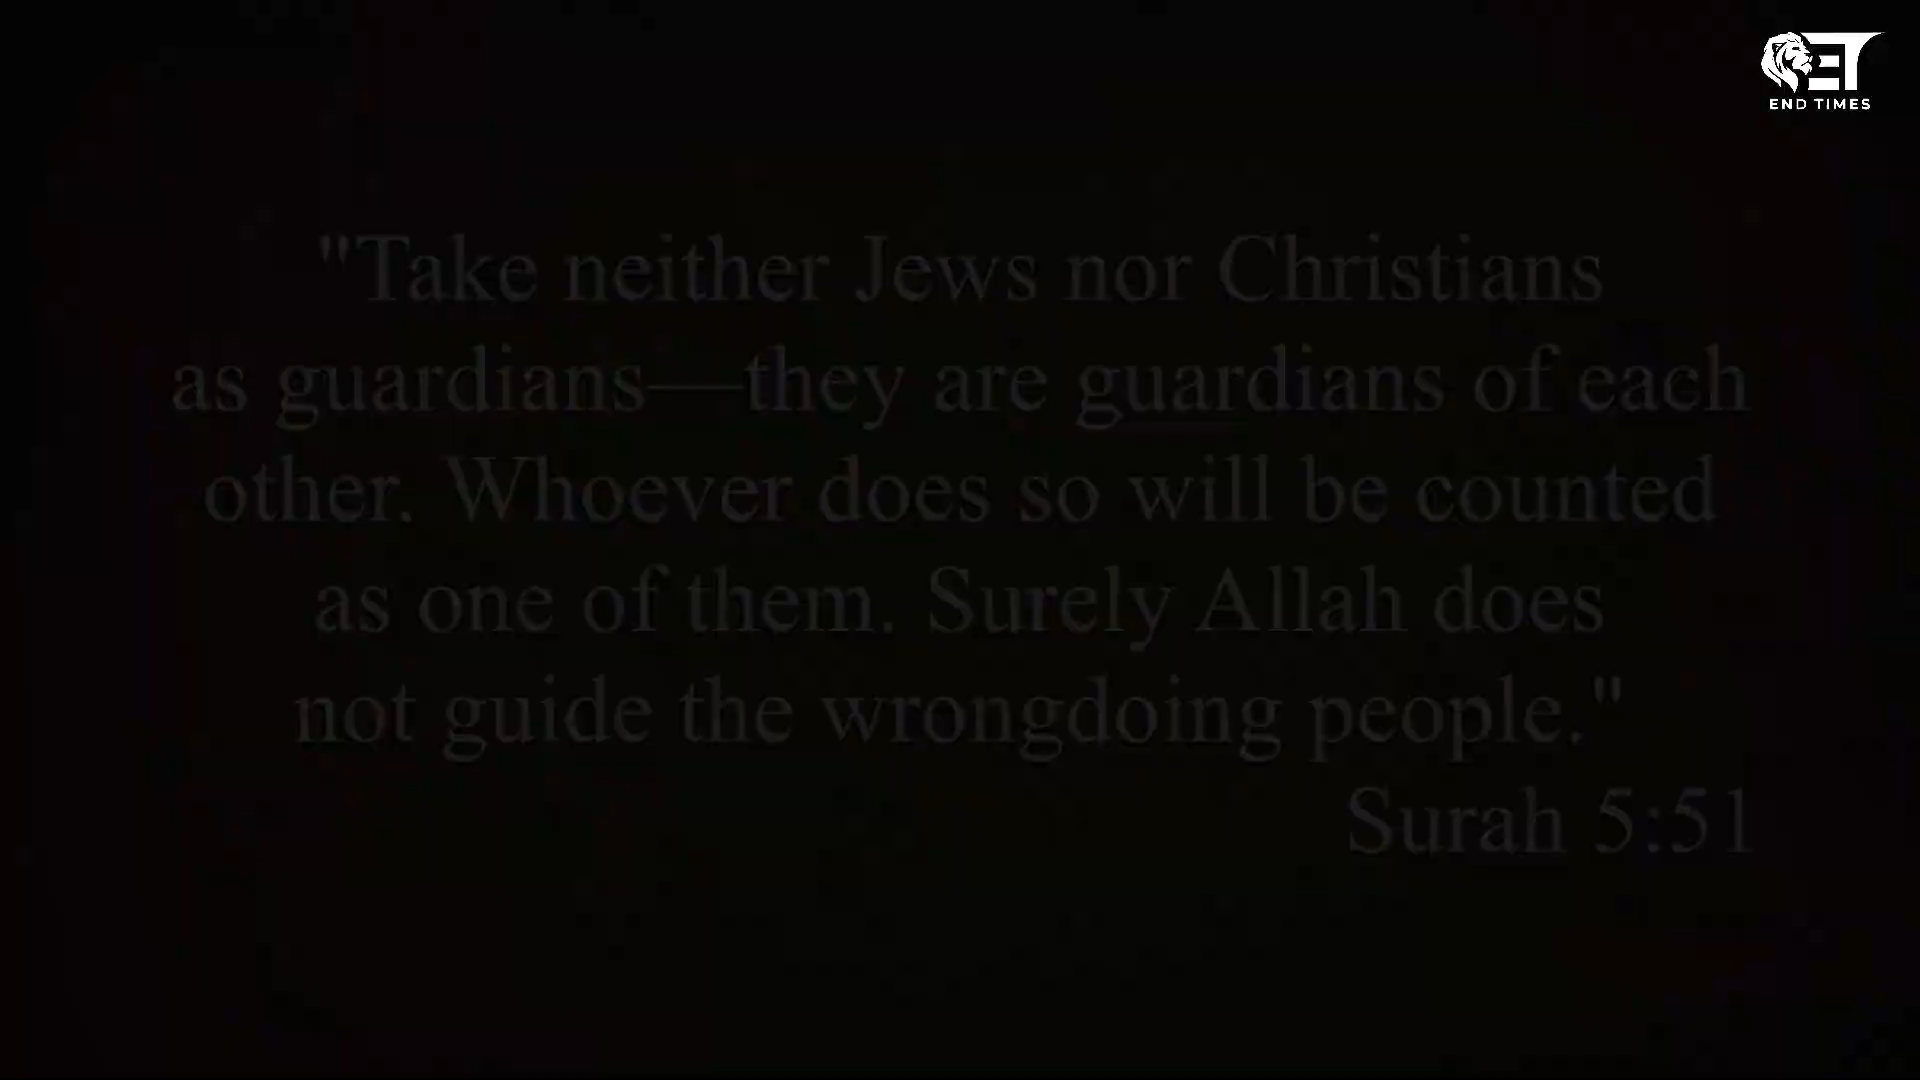 ET
END TIMES
"Take neither Jews nor Christians
as guardians—they are guardians of each
other. Whoever does so will be counted
as one of them. Surely Allah does
not guide the wrongdoing people."
Surah 5:51